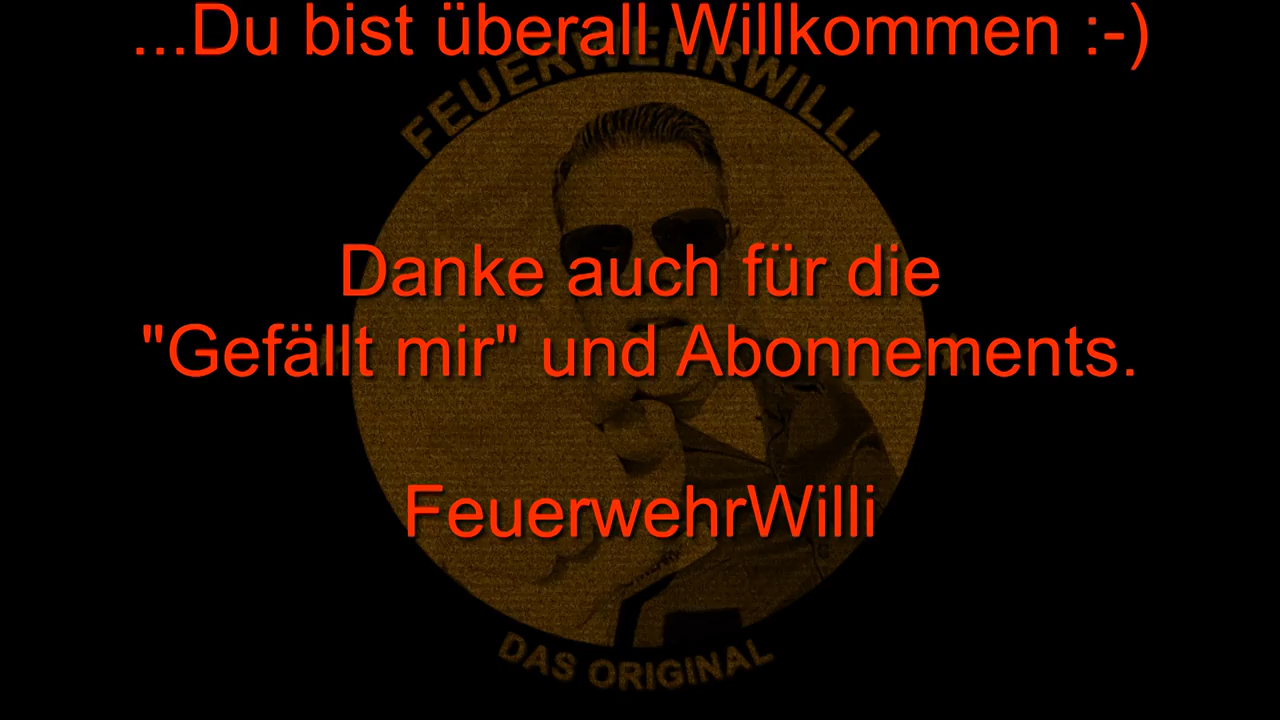 ...Du bist überall Willkommen :-)
FEUERWEHRWILLI
Danke auch für die
"Gefällt mir" und Abonnements.
FeuerwehrWilli
DAS ORIGINAL